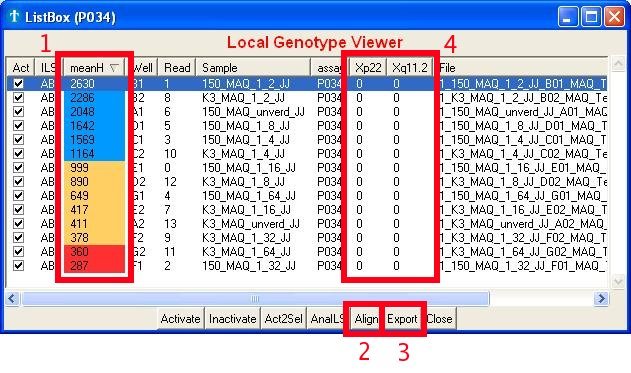 ListBox (P034)
1 Local Genotype Viewer 4
Act ILS meanH Well Read Sample assay Xp22 Xq11.2 File
AB 2630 B1 1 150_MAQ_1_2_JJ P034 0 0 1_150_MAQ_1_2_JJ_B01_MAQ_Te
AB 2286 B2 8 K3_MAQ_1_2_JJ P034 0 0 1_K3_MAQ_1_2_JJ_B02_MAQ_Te
AB 2048 A1 6 150_MAQ_unverd_JJ P034 0 0 1_150_MAQ_unverd_JJ_A01_MAQ
AB 1642 D1 5 150_MAQ_1_8_JJ P034 0 0 1_150_MAQ_1_8_JJ_D01_MAQ_T
AB 1569 C1 3 150_MAQ_1_4_JJ P034 0 0 1_150_MAQ_1_4_JJ_C01_MAQ_T
AB 1164 C2 10 K3_MAQ_1_4_JJ P034 0 0 1_K3_MAQ_1_4_JJ_C02_MAQ_Te
AB 999 E1 0 150_MAQ_1_16_JJ P034 0 0 1_150_MAQ_1_16_JJ_E01_MAQ_
AB 890 D2 12 K3_MAQ_1_8_JJ P034 0 0 1_K3_MAQ_1_8_JJ_D02_MAQ_Te
AB 649 G1 4 150_MAQ_1_64_JJ P034 0 0 1_150_MAQ_1_64_JJ_G01_MAQ_
AB 417 E2 7 K3_MAQ_1_16_JJ P034 0 0 1_K3_MAQ_1_16_JJ_E02_MAQ_T
AB 411 A2 13 K3_MAQ_unverd_JJ P034 0 0 1_K3_MAQ_unverd_JJ_A02_MAQ_
AB 378 F2 9 K3_MAQ_1_32_JJ P034 0 0 1_K3_MAQ_1_32_JJ_F02_MAQ_T
AB 360 G2 11 K3_MAQ_1_64_JJ P034 0 0 1_K3_MAQ_1_64_JJ_G02_MAQ_T
AB 287 F1 2 150_MAQ_1_32_JJ P034 0 0 1_150_MAQ_1_32_JJ_F01_MAQ_
Activate Inactivate Act2Sel AnalLS Align Export Close
2 3